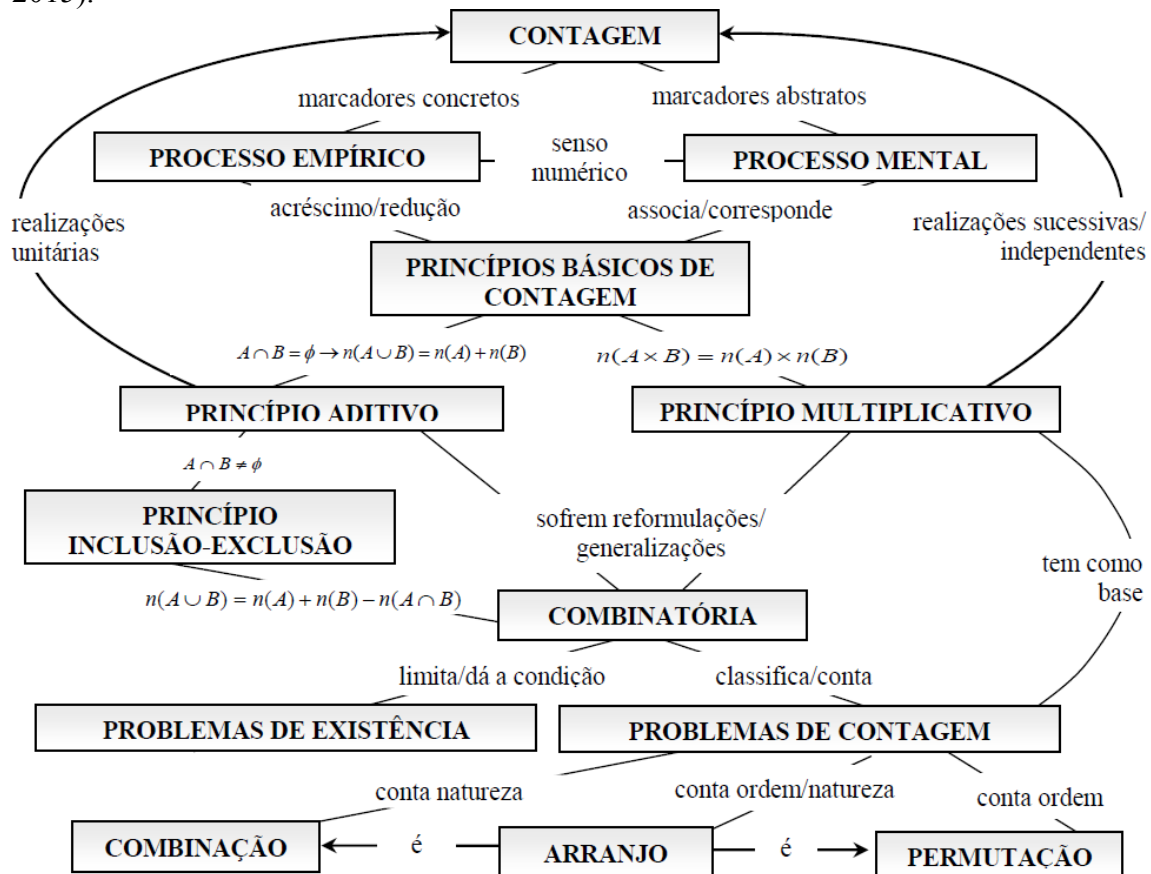 2015).
CONTAGEM
marcadores concretos
marcadores abstratos
PROCESSO EMPÍRICO
senso
numérico
PROCESSO MENTAL
realizações
unitárias
acréscimo/redução
associa/corresponde
realizações sucessivas/
independentes
PRINCÍPIOS BÁSICOS DE
CONTAGEM
A ∩ B = ϕ → n(A ∪ B) = n(A) + n(B)
n(A × B) = n(A) × n(B)
PRINCÍPIO ADITIVO
PRINCÍPIO MULTIPLICATIVO
A ∩ B ≠ ϕ
PRINCÍPIO
INCLUSÃO-EXCLUSÃO
sofrem reformulações/
generalizações
tem como
base
n(A ∪ B) = n(A) + n(B) − n(A ∩ B)
COMBINATÓRIA
limita/dá a condição
classifica/conta
PROBLEMAS DE EXISTÊNCIA
PROBLEMAS DE CONTAGEM
conta natureza
conta ordem/natureza
conta ordem
COMBINAÇÃO
é
ARRANJO
é
PERMUTAÇÃO